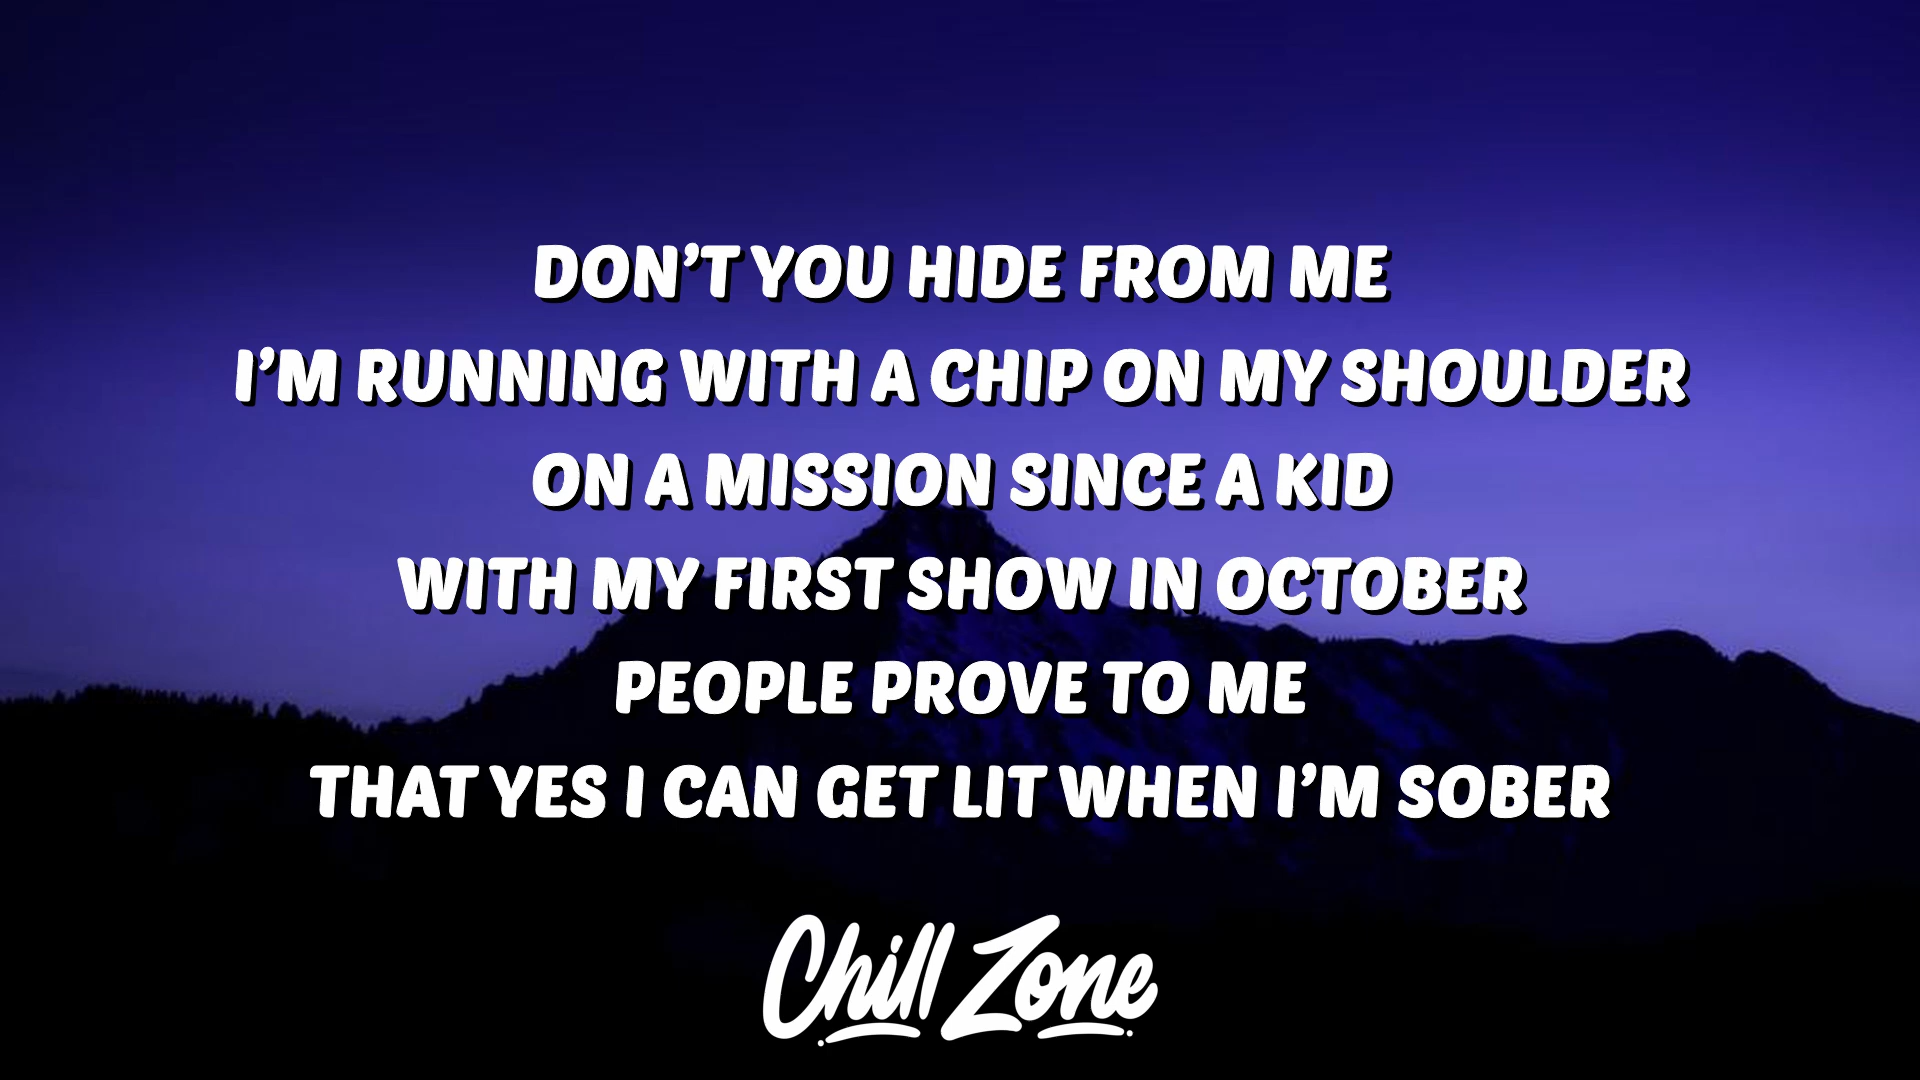 DON’T YOU HIDE FROM ME
I’M RUNNING WITH A CHIP ON MY SHOULDER
ON A MISSION SINCE A KID
WITH MY FIRST SHOW IN OCTOBER
PEOPLE PROVE TO ME
THAT YES I CAN GET LIT WHEN I’M SOBER
Chill Zone